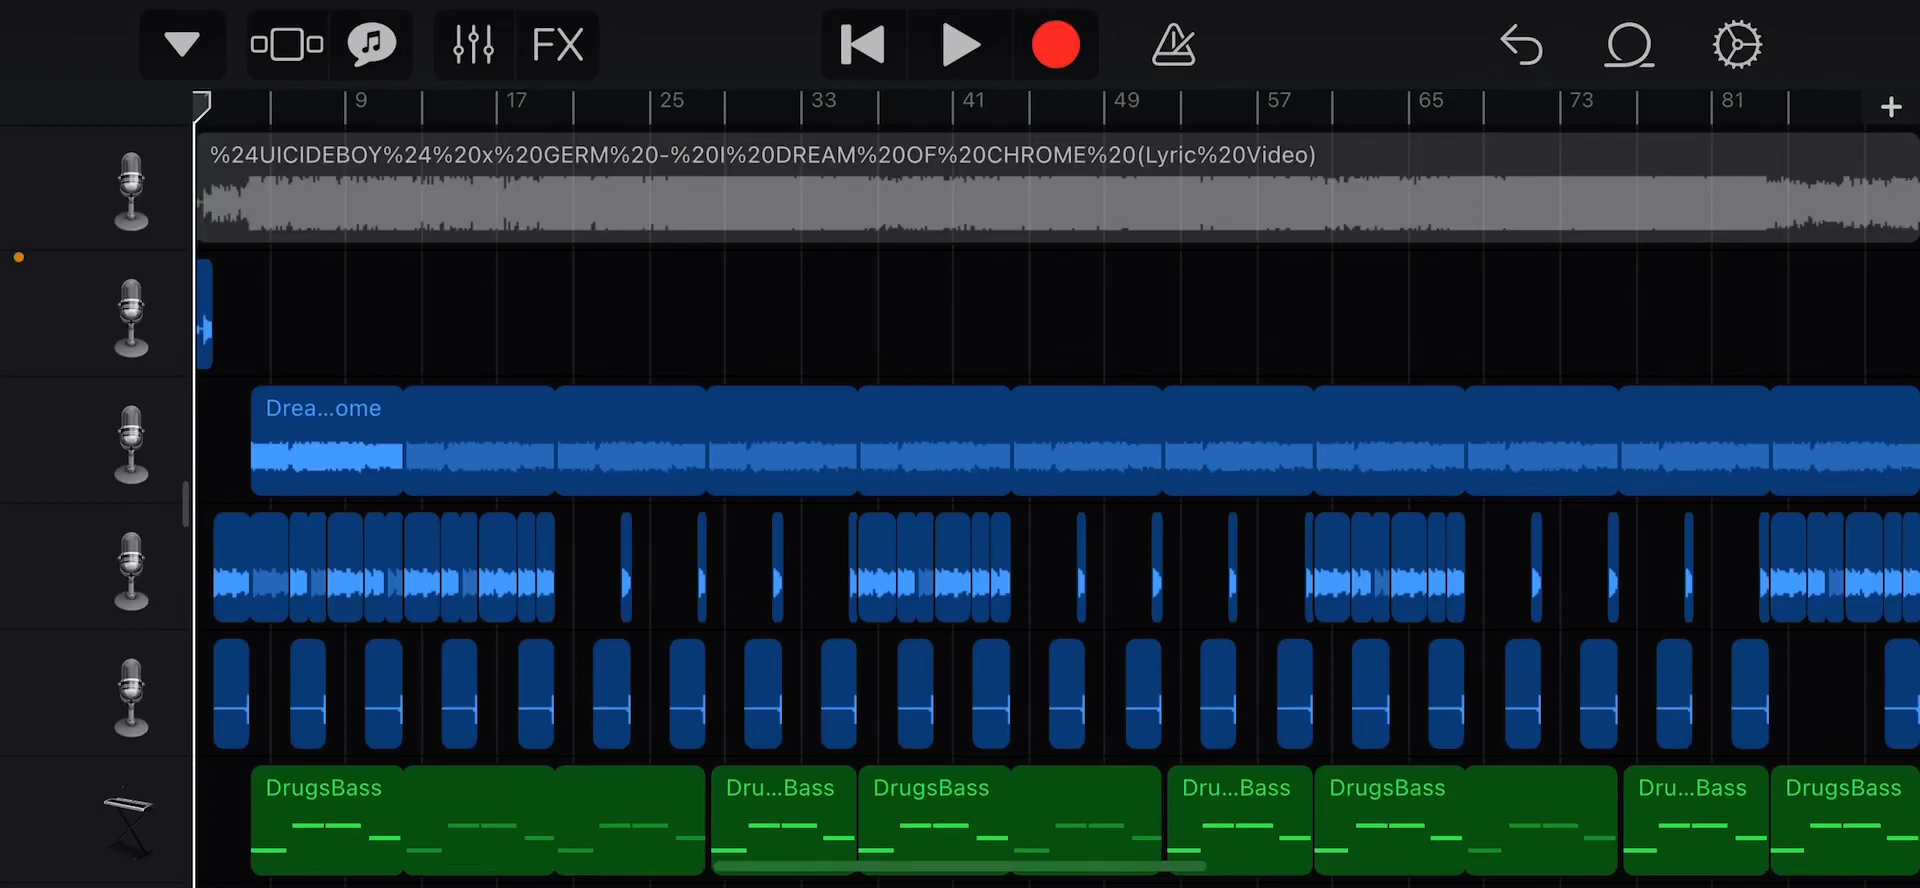 FX
9 17 25 33 41 49 57 65 73 81
%24UICIDEBOY%24%20x%20GERM%20-%20I%20DREAM%20OF%20CHROME%20(Lyric%20Video)
Drea...ome
DrugsBass Dru...Bass DrugsBass Dru...Bass DrugsBass Dru...Bass DrugsBass